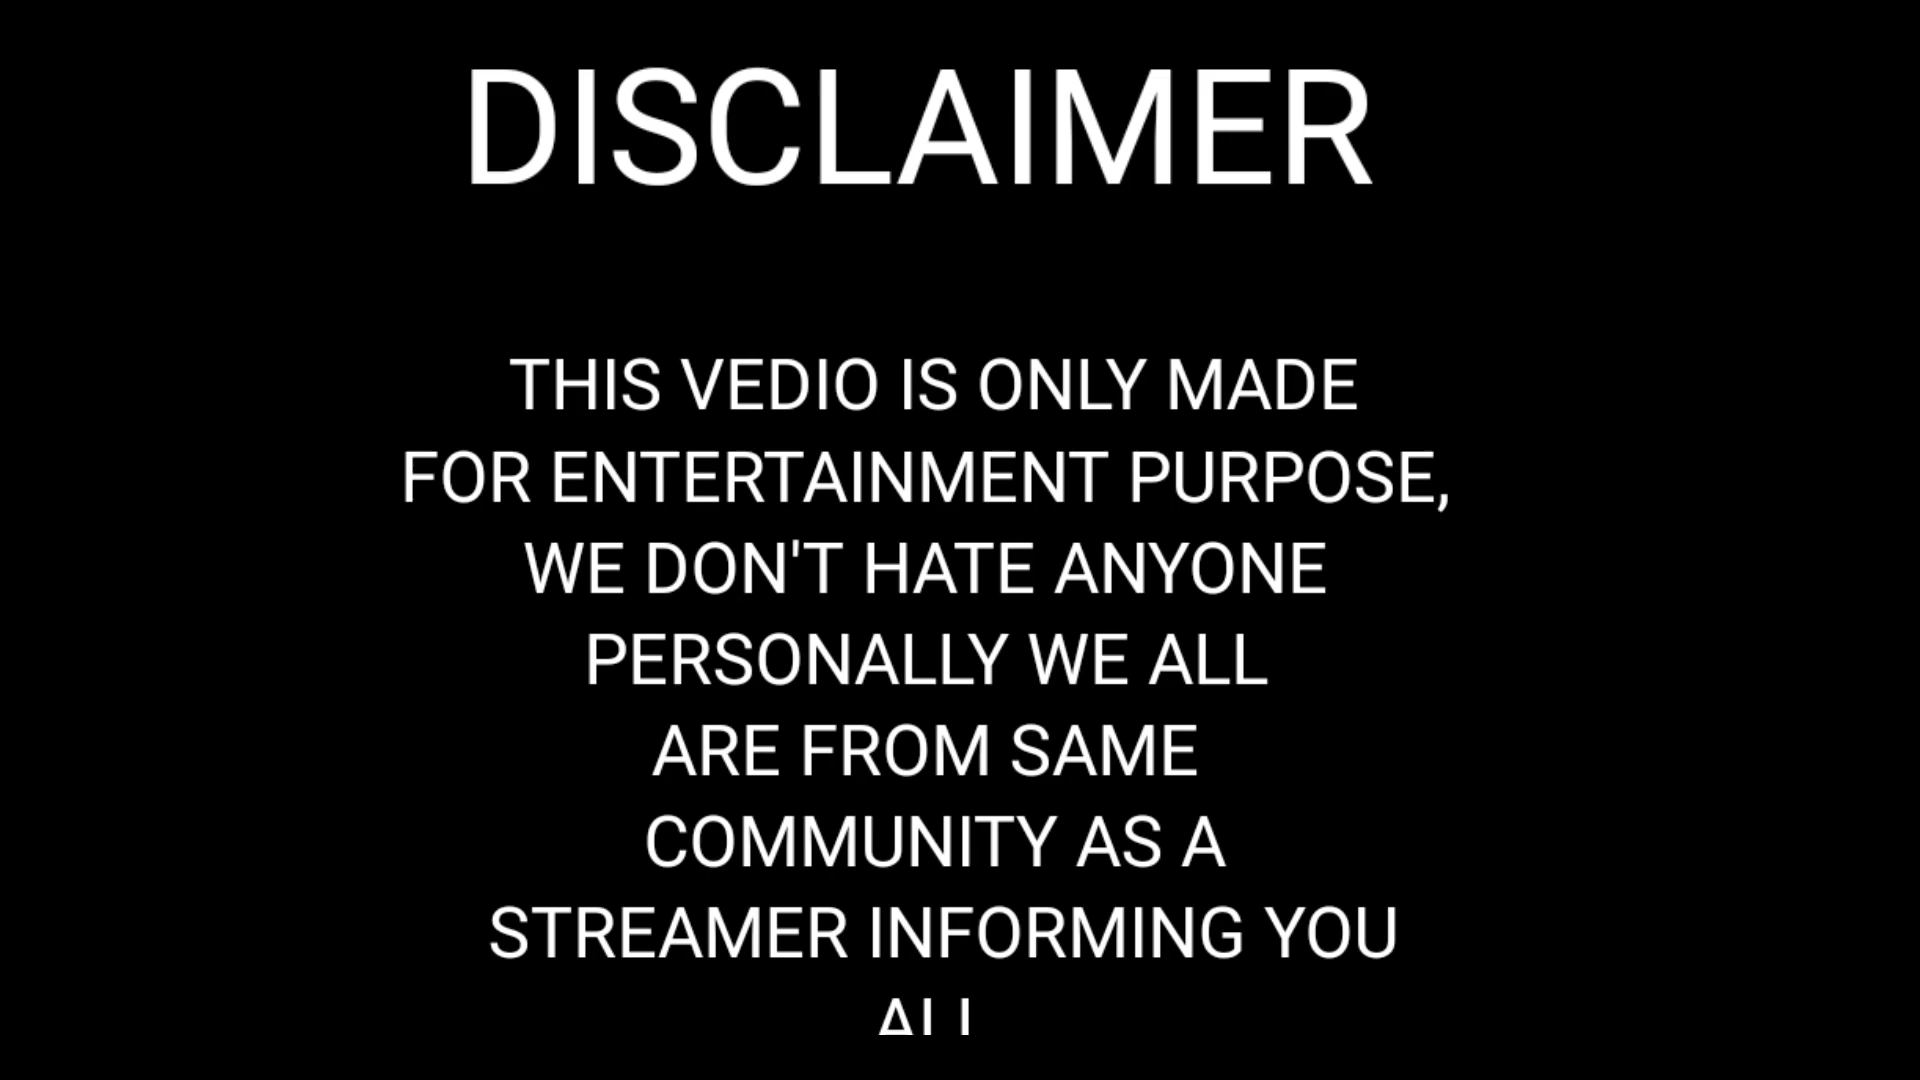 DISCLAIMER
THIS VEDIO IS ONLY MADE
FOR ENTERTAINMENT PURPOSE,
WE DON'T HATE ANYONE
PERSONALLY WE ALL
ARE FROM SAME
COMMUNITY AS A
STREAMER INFORMING YOU
ALL